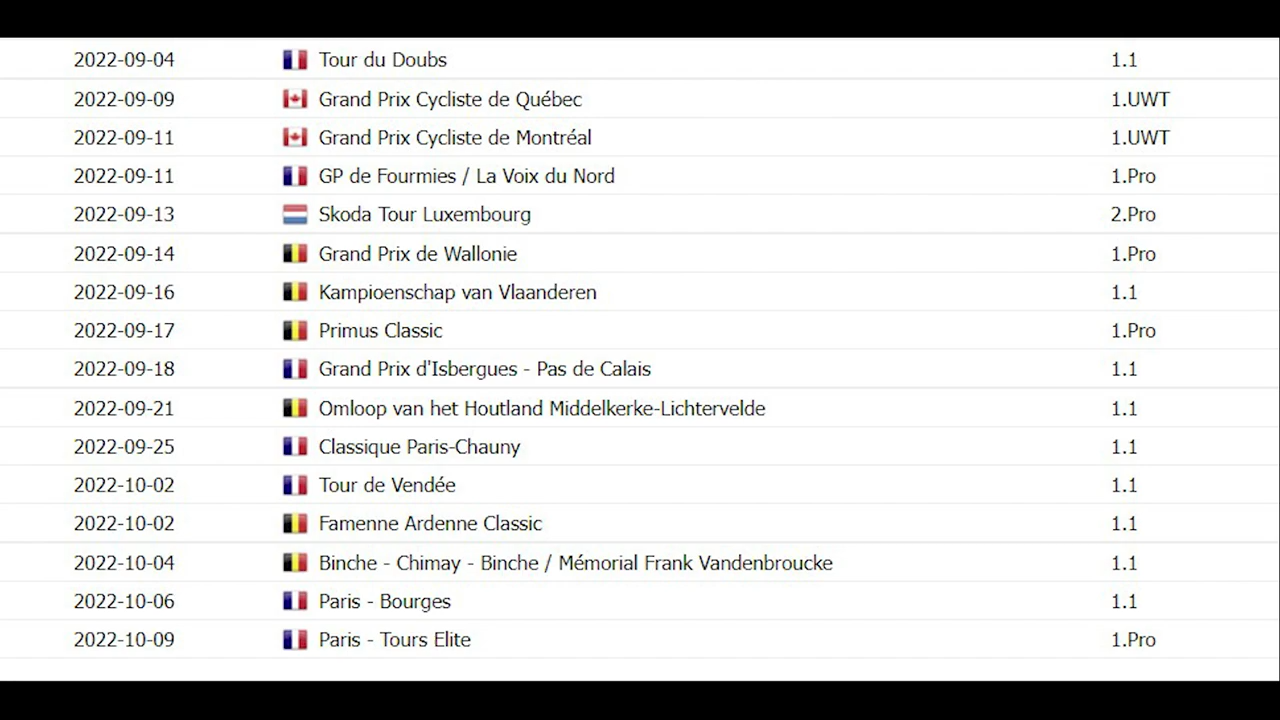 2022-09-04 Tour du Doubs 1.1
2022-09-09 Grand Prix Cycliste de Québec 1.UWT
2022-09-11 Grand Prix Cycliste de Montréal 1.UWT
2022-09-11 GP de Fourmies / La Voix du Nord 1.Pro
2022-09-13 Skoda Tour Luxembourg 2.Pro
2022-09-14 Grand Prix de Wallonie 1.Pro
2022-09-16 Kampioenschap van Vlaanderen 1.1
2022-09-17 Primus Classic 1.Pro
2022-09-18 Grand Prix d'Isbergues - Pas de Calais 1.1
2022-09-21 Omloop van het Houtland Middelkerke-Lichtervelde 1.1
2022-09-25 Classique Paris-Chauny 1.1
2022-10-02 Tour de Vendée 1.1
2022-10-02 Famenne Ardenne Classic 1.1
2022-10-04 Binche - Chimay - Binche / Mémorial Frank Vandenbroucke 1.1
2022-10-06 Paris - Bourges 1.1
2022-10-09 Paris - Tours Elite 1.Pro